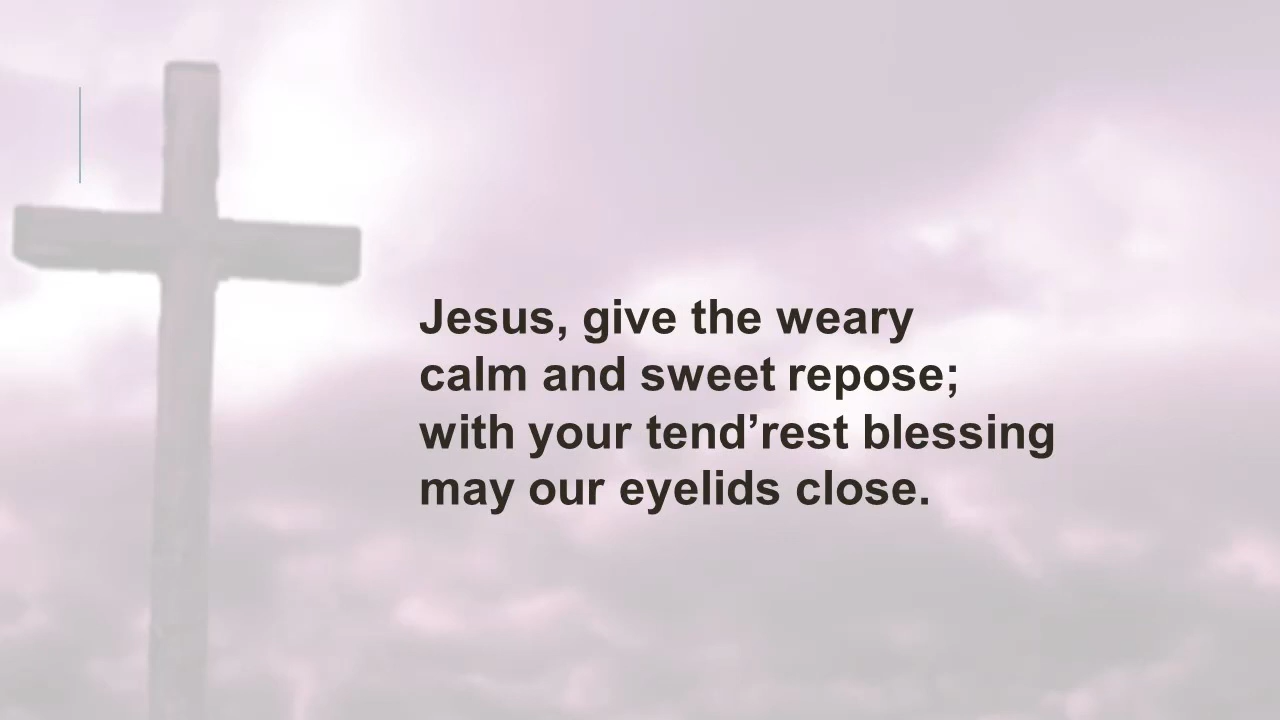 Jesus, give the weary
calm and sweet repose;
with your tend’rest blessing
may our eyelids close.